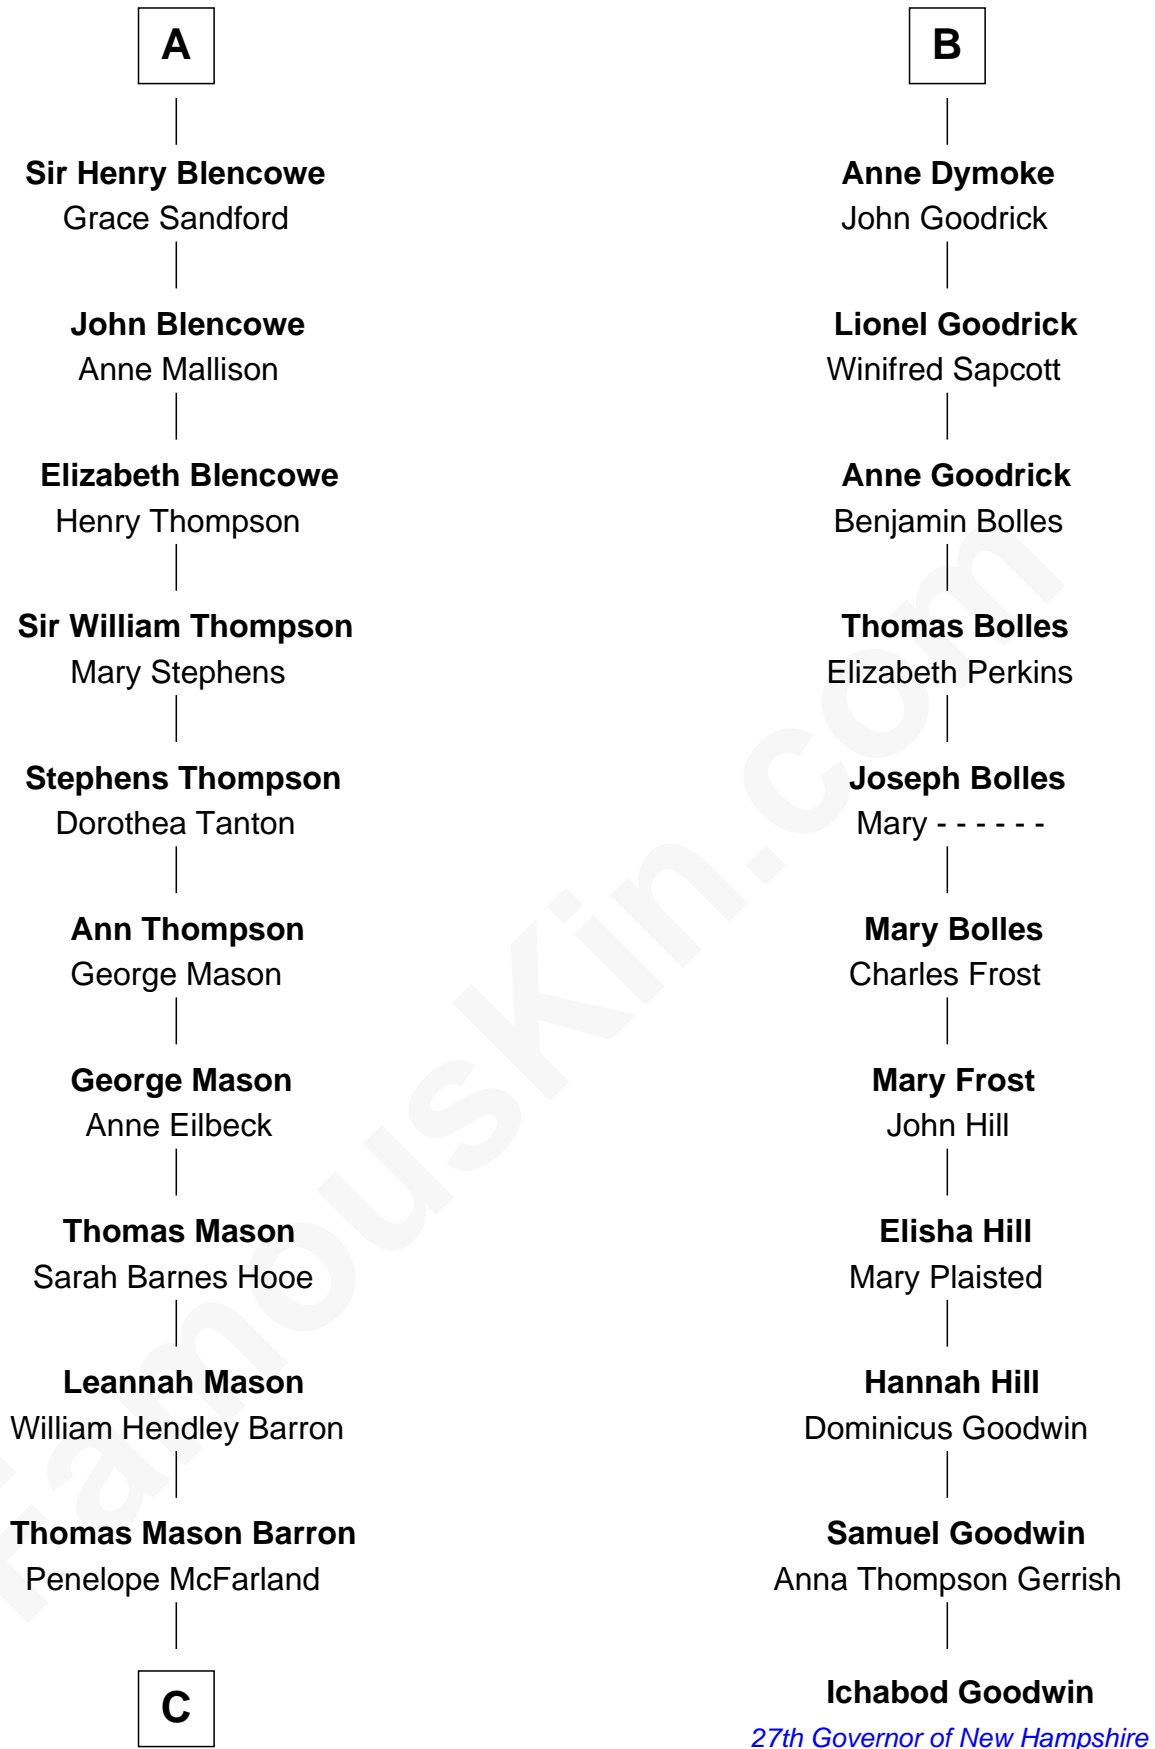 A
Sir Henry Blencowe
Grace Sandford
John Blencowe
Anne Mallison
Elizabeth Blencowe
Henry Thompson
Sir William Thompson
Mary Stephens
Stephens Thompson
Dorothea Tanton
Ann Thompson
George Mason
George Mason
Anne Eilbeck
Thomas Mason
Sarah Barnes Hooe
Leannah Mason
William Hendley Barron
Thomas Mason Barron
Penelope McFarland
C
B
Anne Dymoke
John Goodrick
Lionel Goodrick
Winifred Sapcott
Anne Goodrick
Benjamin Bolles
Thomas Bolles
Elizabeth Perkins
Joseph Bolles
Mary - - - - - -
Mary Bolles
Charles Frost
Mary Frost
John Hill
Elisha Hill
Mary Plaisted
Hannah Hill
Dominicus Goodwin
Samuel Goodwin
Anna Thompson Gerrish
Ichabod Goodwin
27th Governor of New Hampshire
FamousKin.com